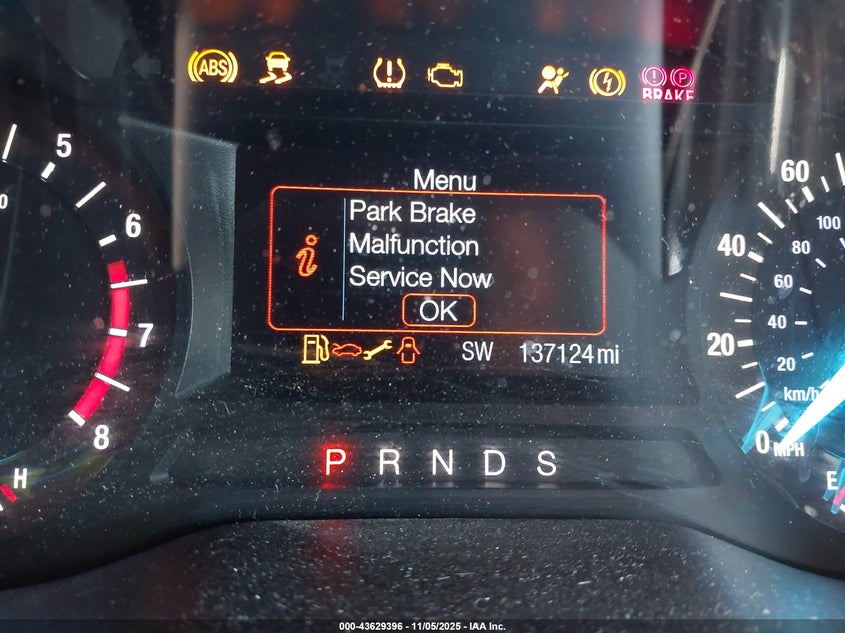 ABS
BRAKE
P
Menu
Park Brake
Malfunction
Service Now
OK
SW 137124 mi
P R N D S
5
6
7
8
H
0
20
40
60
MPH
20
40
60
80
100
km/h
E
000-43629396 - 11/05/2025 - IAA Inc.